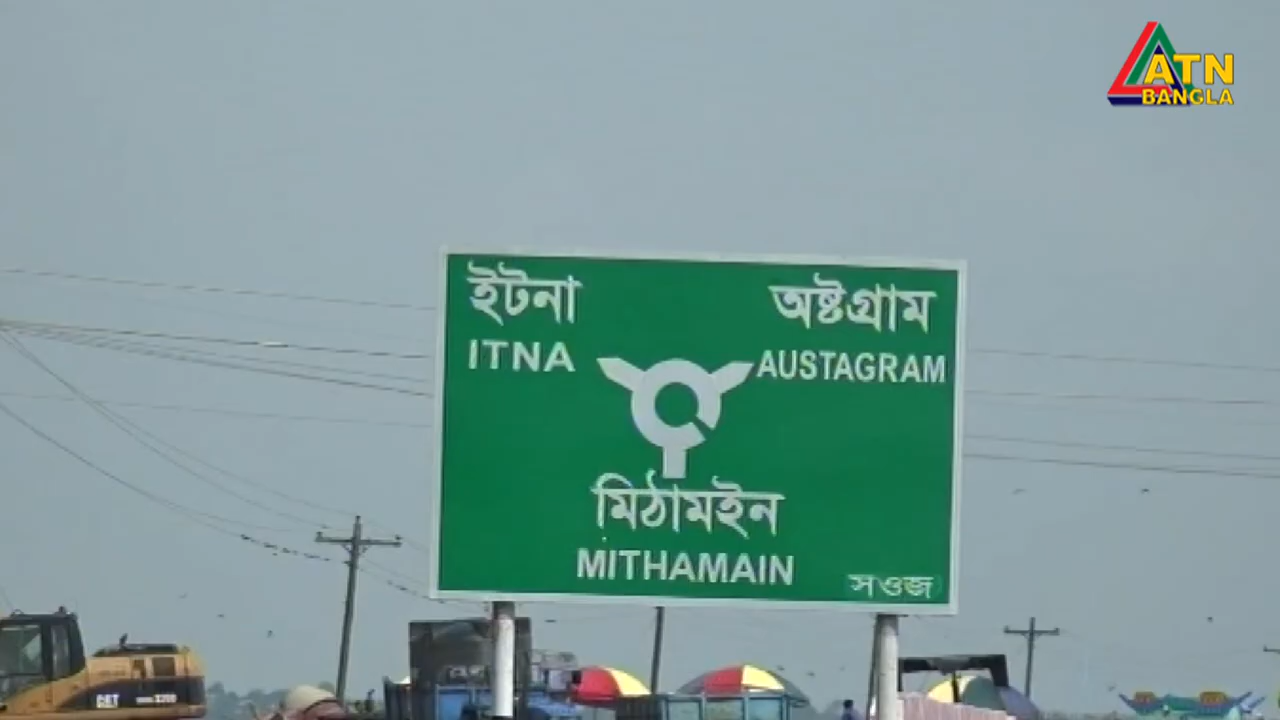 ATN
BANGLA
ইটনা
ITNA
অষ্টগ্রাম
AUSTAGRAM
মিঠামইন
MITHAMAIN
সওজ
CAT